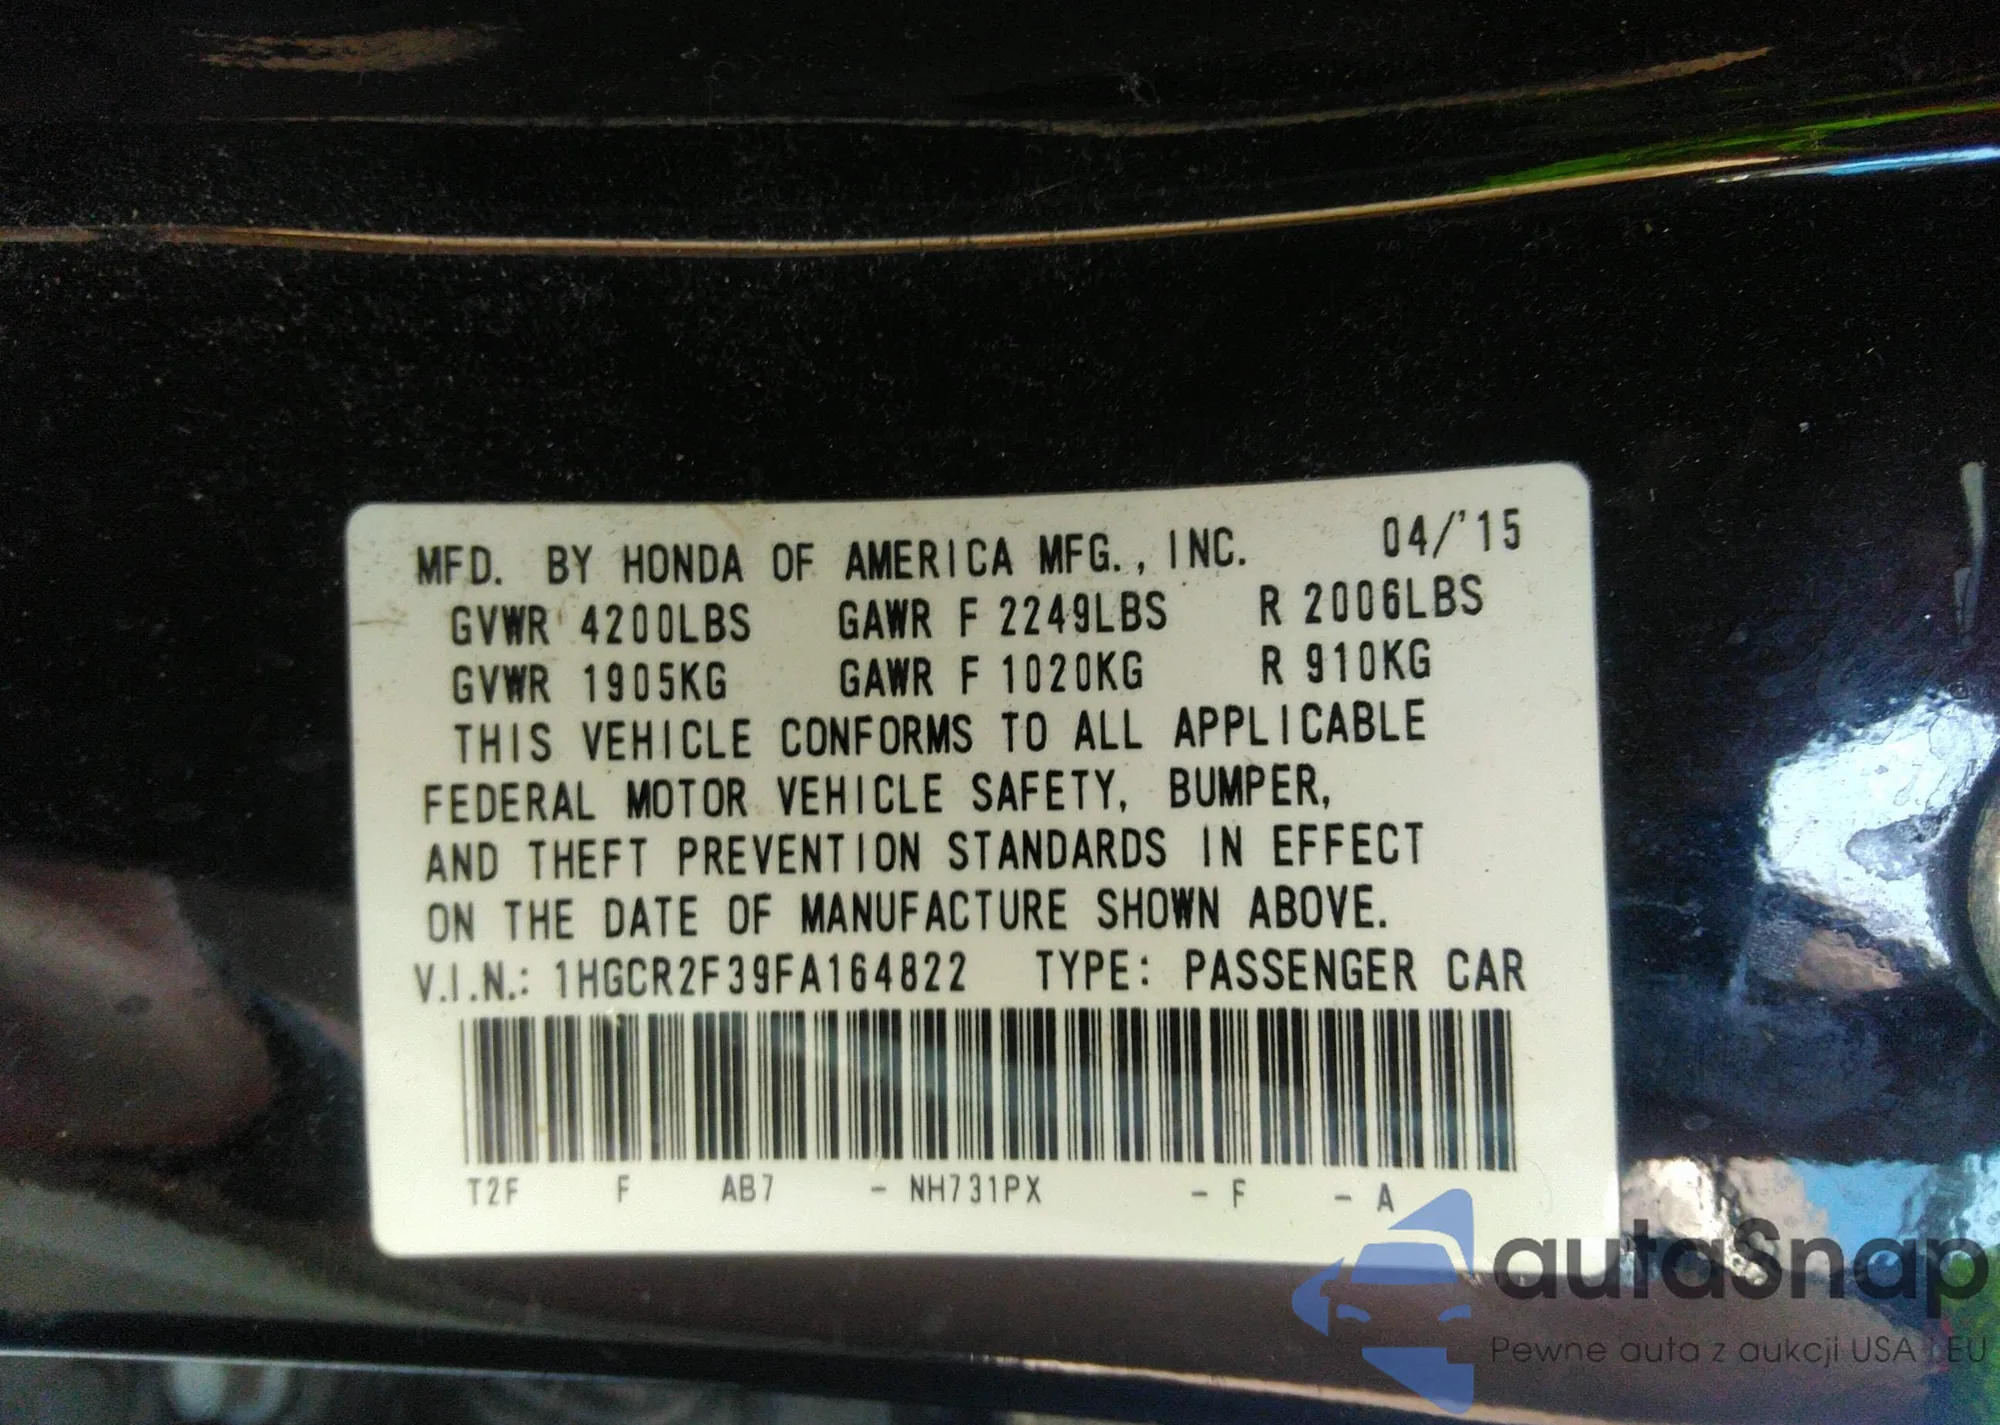 MFD. BY HONDA OF AMERICA MFG., INC. 04/'15
GVWR 4200LBS GAWR F 2249LBS R 2006LBS
GVWR 1905KG GAWR F 1020KG R 910KG
THIS VEHICLE CONFORMS TO ALL APPLICABLE
FEDERAL MOTOR VEHICLE SAFETY, BUMPER,
AND THEFT PREVENTION STANDARDS IN EFFECT
ON THE DATE OF MANUFACTURE SHOWN ABOVE.
V.I.N.: 1HGCR2F39FA164822 TYPE: PASSENGER CAR
T2F F AB7 - NH731PX - F - A
autaSnap
Pewne auta z aukcji USA i EU